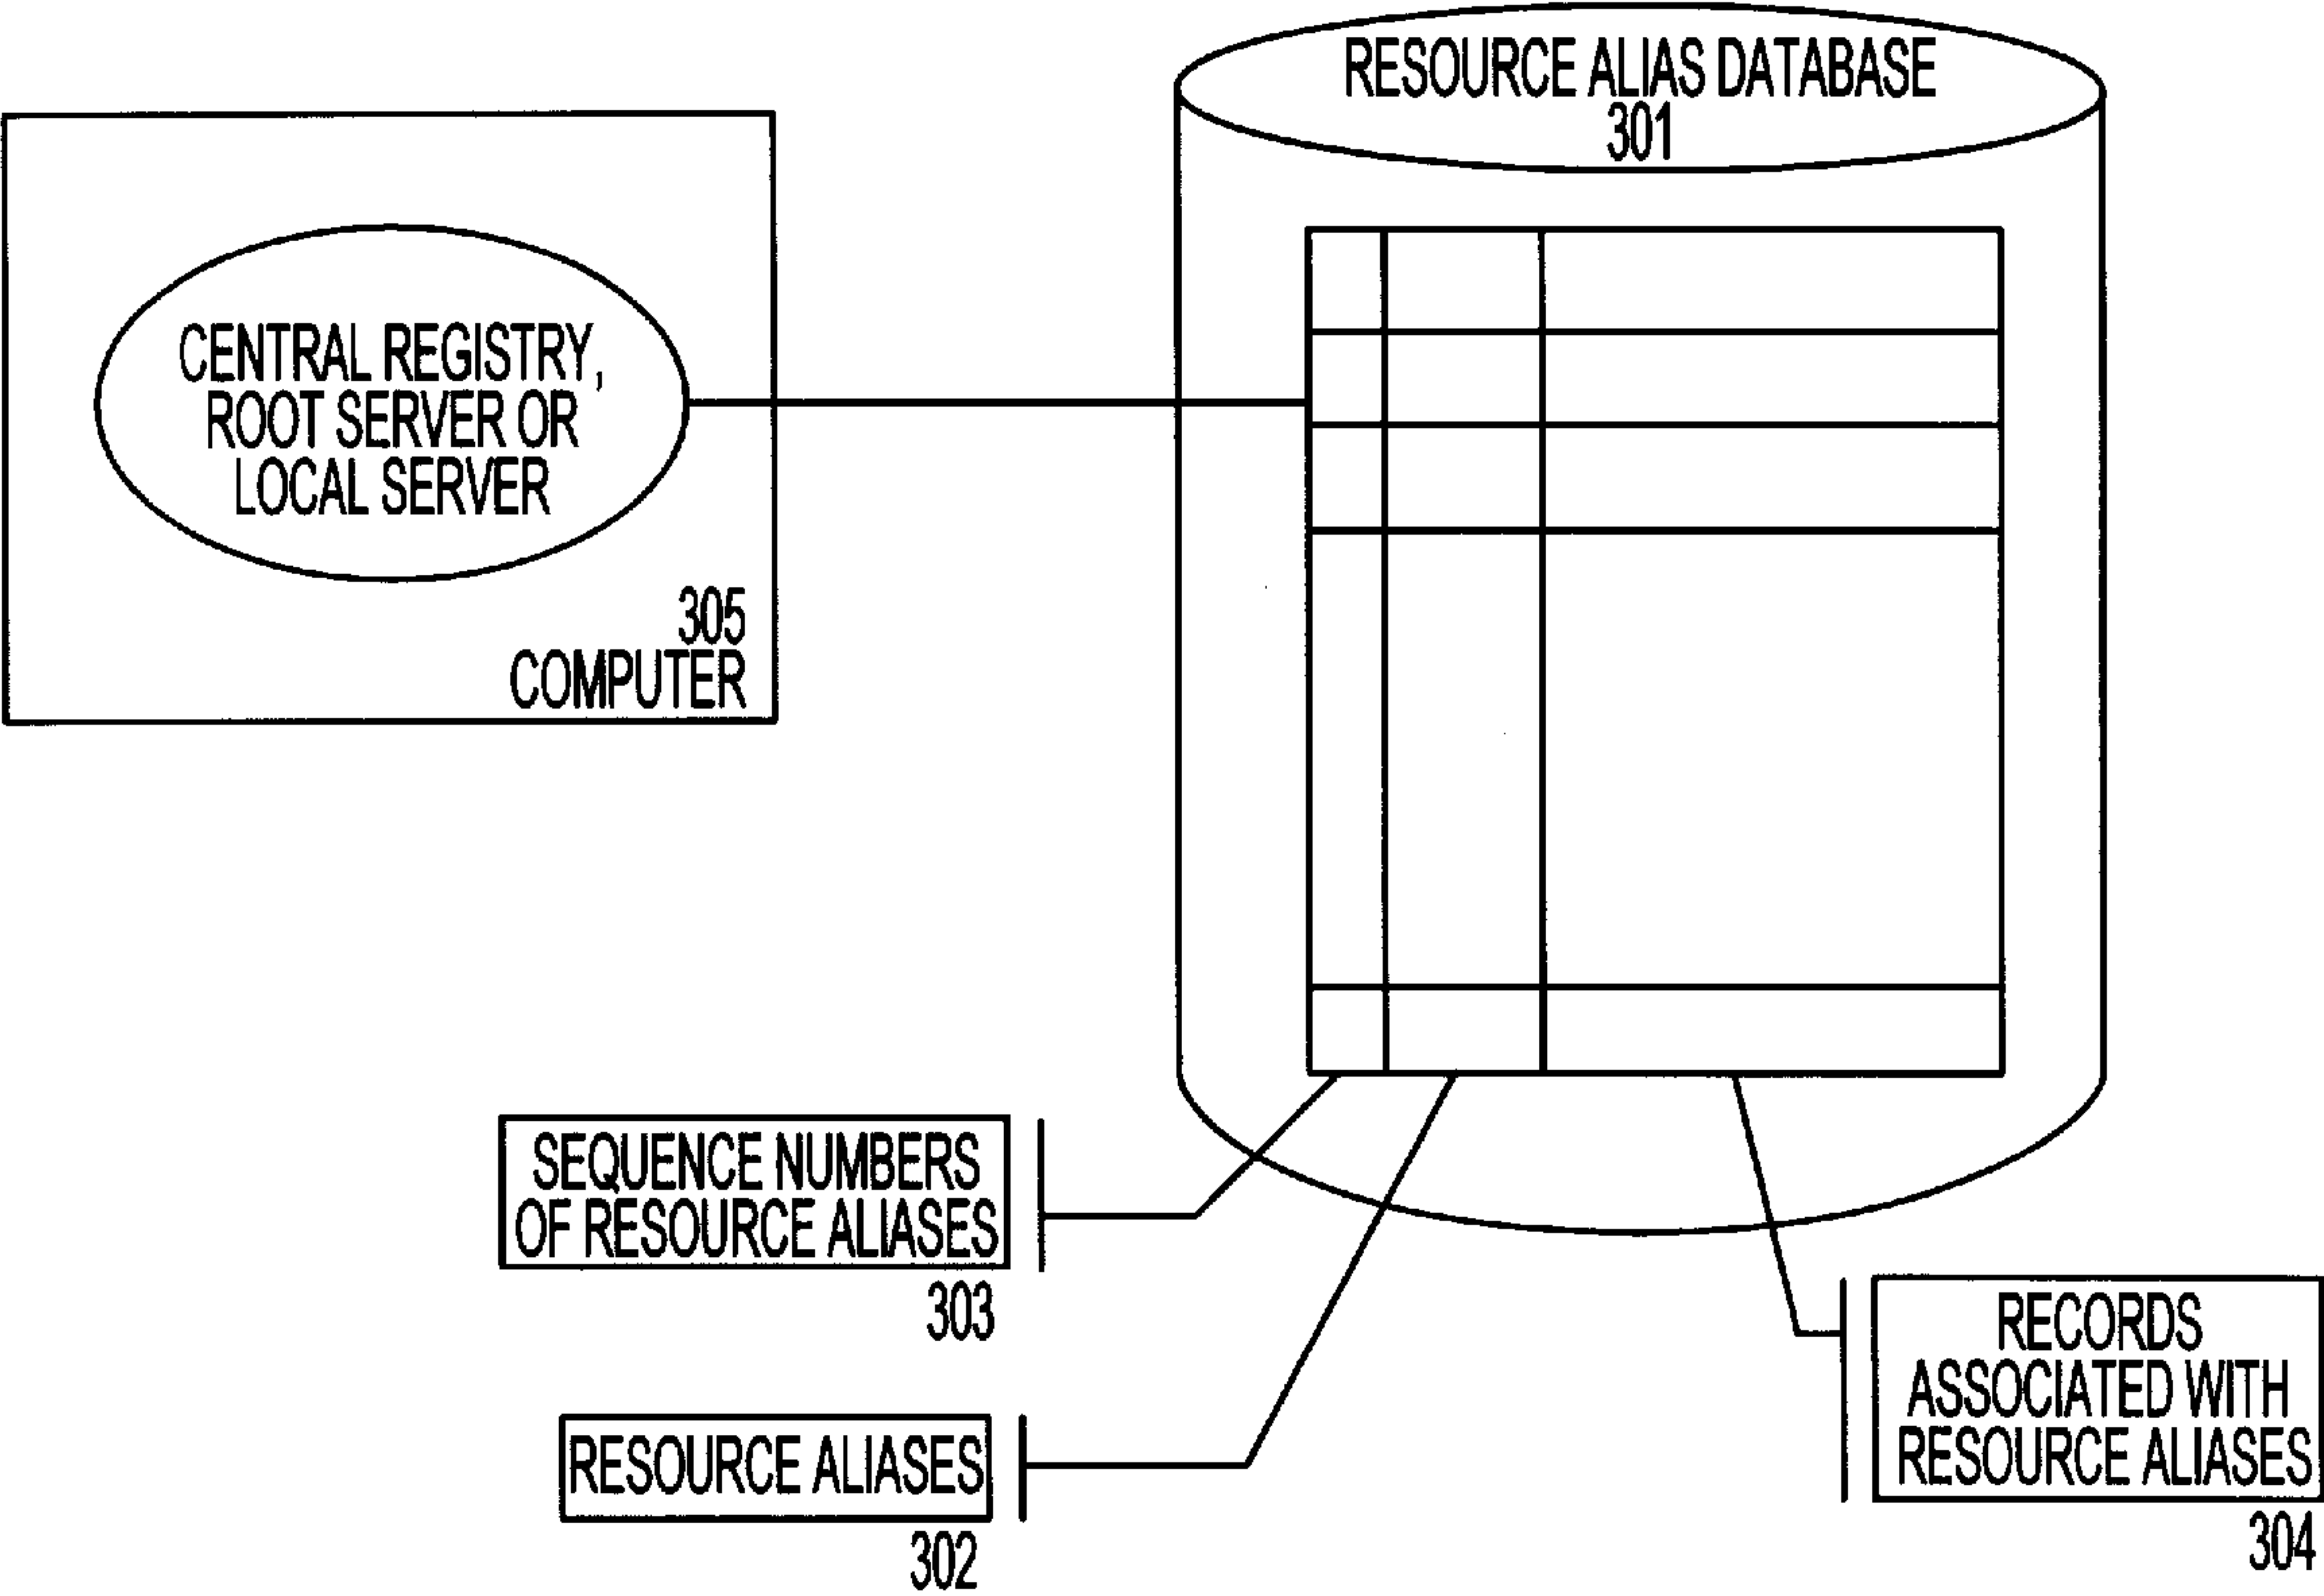 RESOURCE ALIAS DATABASE
301
CENTRAL REGISTRY,
ROOT SERVER OR
LOCAL SERVER
305
COMPUTER
SEQUENCE NUMBERS
OF RESOURCE ALIASES
303
RESOURCE ALIASES
302
RECORDS
ASSOCIATED WITH
RESOURCE ALIASES
304